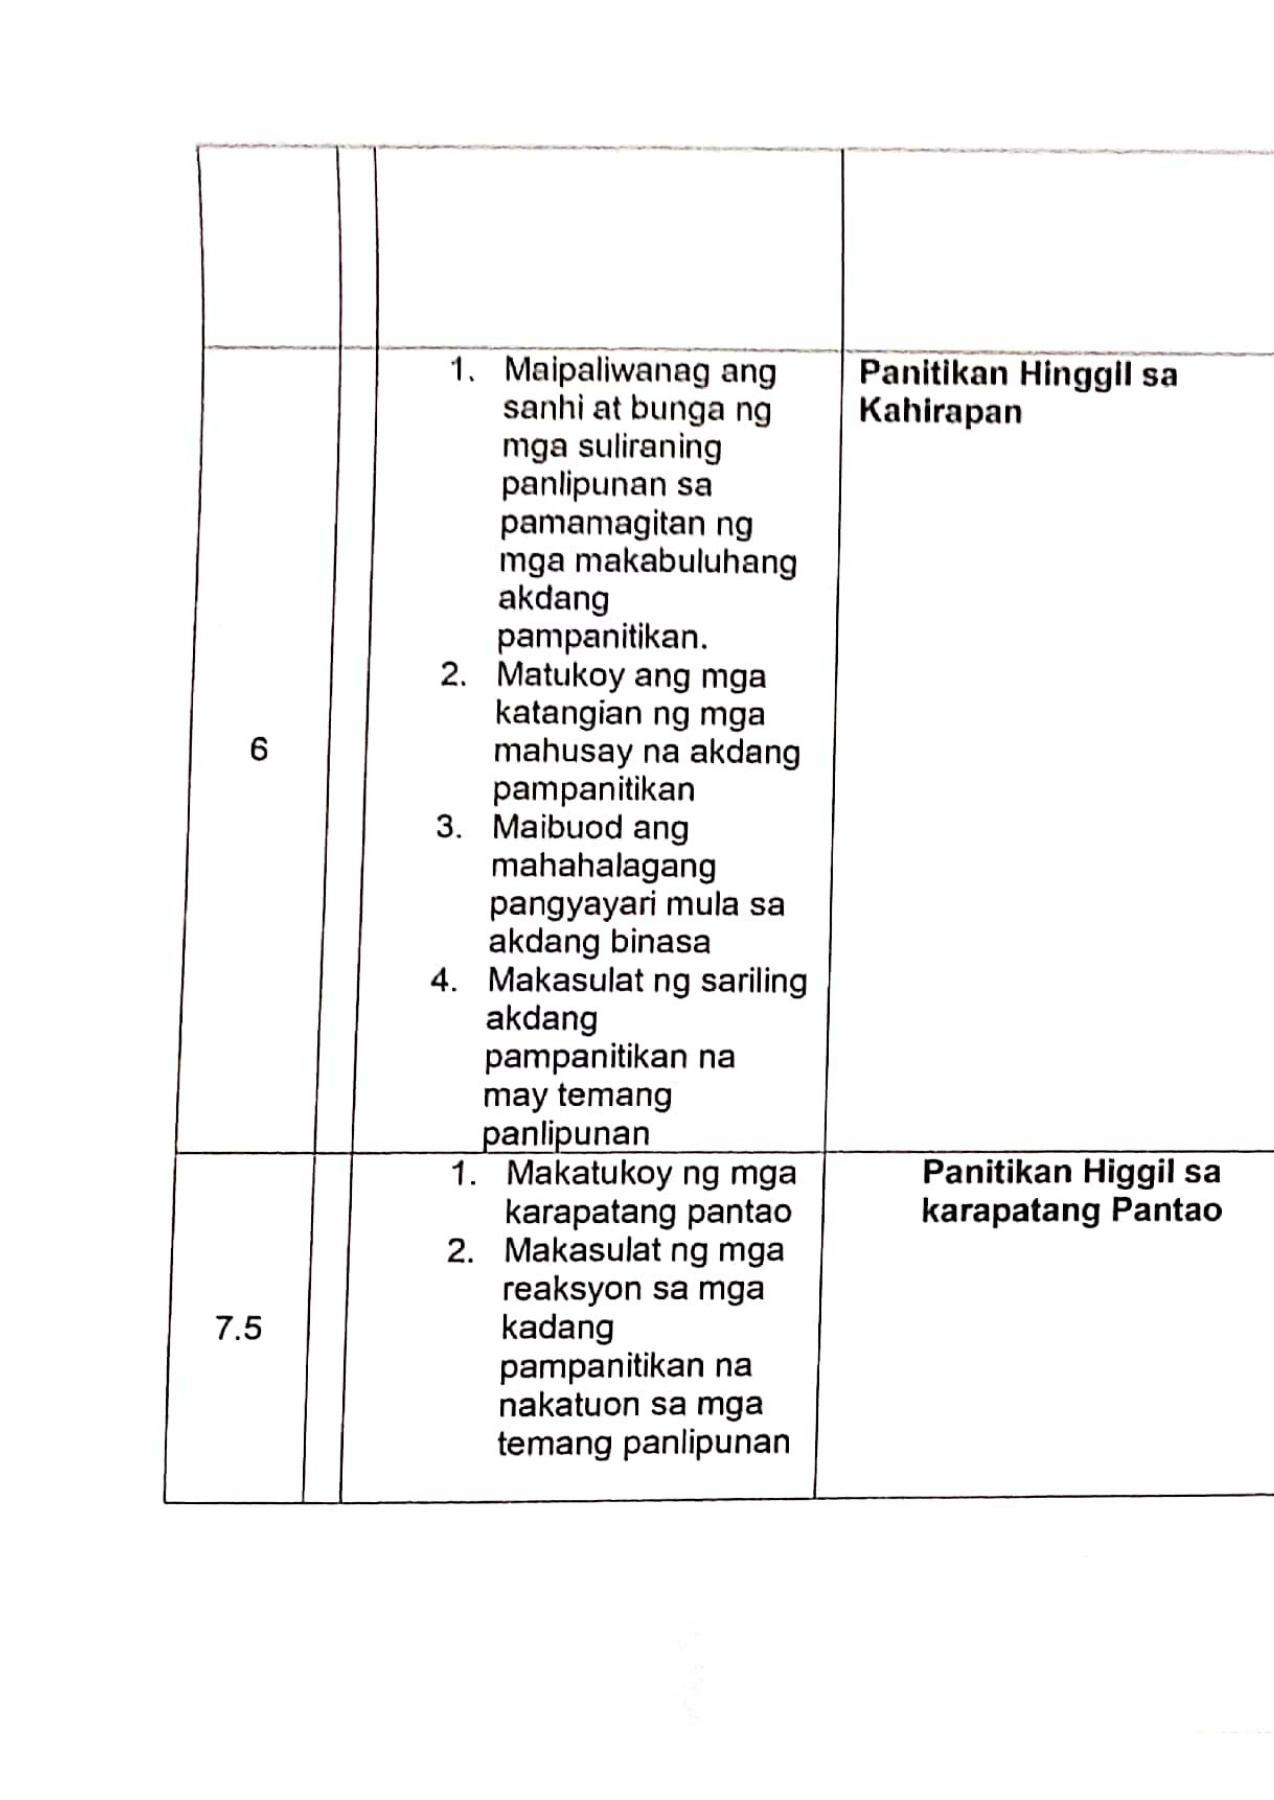 1. Maipaliwanag ang
sanhi at bunga ng
mga suliraning
panlipunan sa
pamamagitan ng
mga makabuluhang
akdang
pampanitikan.
2. Matukoy ang mga
katangian ng mga
mahusay na akdang
pampanitikan
3. Maibuod ang
mahahalagang
pangyayari mula sa
akdang binasa
4. Makasulat ng sariling
akdang
pampanitikan na
may temang
panlipunan
6
Panitikan Hinggil sa
Kahirapan
1. Makatukoy ng mga
karapatang pantao
2. Makasulat ng mga
reaksyon sa mga
kadang
pampanitikan na
nakatuon sa mga
temang panlipunan
7.5
Panitikan Higgil sa
karapatang Pantao